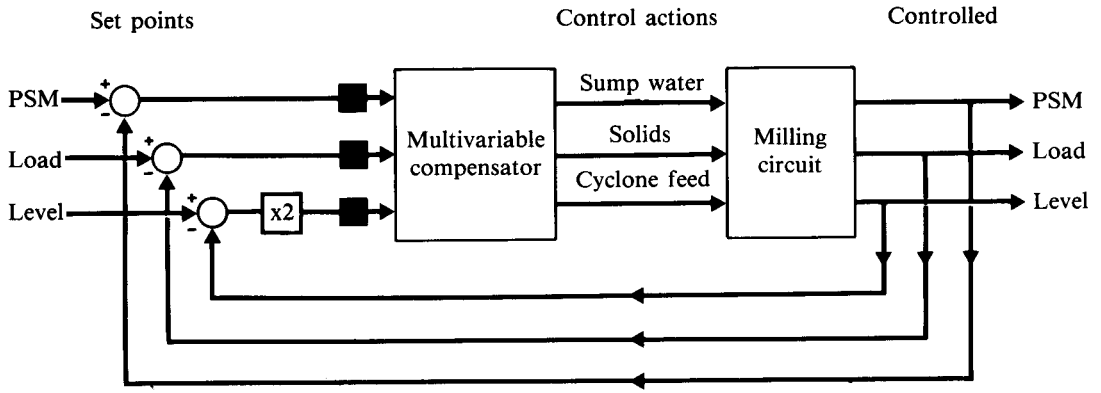 Set points
Control actions
Controlled
PSM
+
-
Sump water
PSM
Load
+
-
Multivariable
compensator
Solids
Milling
circuit
Load
Level
+
-
x2
Cyclone feed
Level